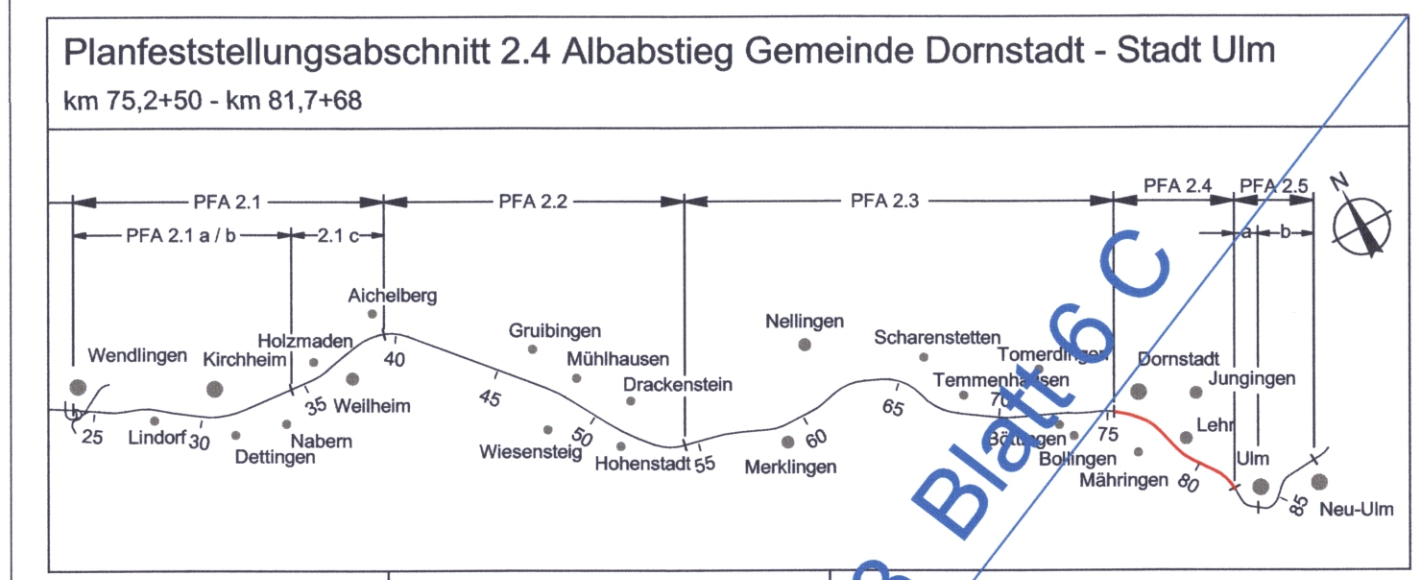 Planfeststellungsabschnitt 2.4 Albabstieg Gemeinde Dornstadt - Stadt Ulm
km 75,2+50 - km 81,7+68
PFA 2.1
PFA 2.2
PFA 2.3
PFA 2.4
PFA 2.5
PFA 2.1 a / b
2.1 c
a
b
N
Aichelberg
Holzmaden
Wendlingen
Kirchheim
40
35
Weilheim
25
Lindorf
30
Dettingen
Nabern
Gruibingen
Mühlhausen
Drackenstein
45
50
Wiesensteig
Hohenstadt
55
Nellingen
Scharenstetten
Tomerdingen
Temmenhausen
70
65
60
Merklingen
Böttingen
Bollingen
75
Dornstadt
Jungingen
Lehr
Mähringen
80
Ulm
85
Neu-Ulm
Blatt 6 C